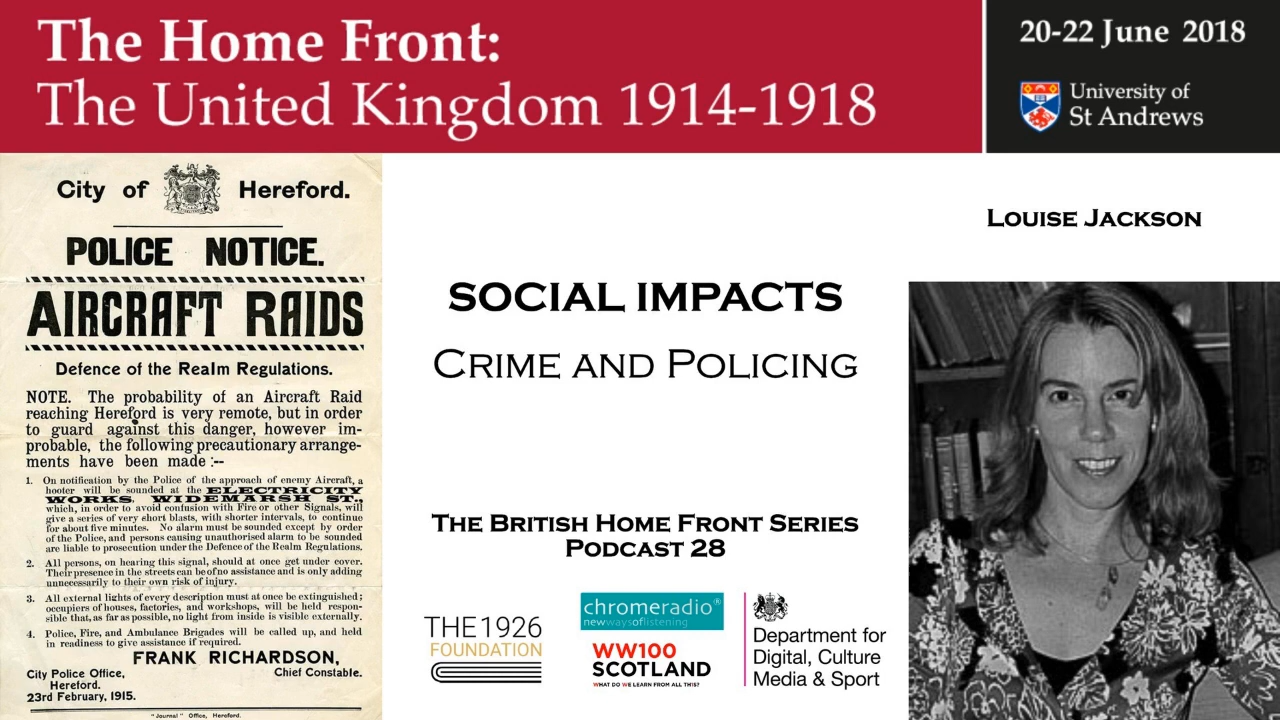 The Home Front:
The United Kingdom 1914-1918
20-22 June 2018
University of
St Andrews
City of Hereford.
POLICE NOTICE.
AIRCRAFT RAIDS
Defence of the Realm Regulations.
NOTE. The probability of an Aircraft Raid
reaching Hereford is very remote, but in order
to guard against this danger, however im-
probable, the following precautionary arrange-
ments have been made :--
1. On notification by the Police of the approach of enemy Aircraft, a
hooter will be sounded at the ELECTRICITY
WORKS, WIDEMARSH ST.,
which, in order to avoid confusion with Fire or other Signals, will
give a series of very short blasts, with shorter intervals, to continue
for about five minutes. No alarm must be sounded except by order
of the Police, and persons causing unauthorised alarm to be sounded
are liable to prosecution under the Defence of the Realm Regulations.
2. All persons, on hearing this signal, should at once get under cover.
Their presence in the streets can be of no assistance and is only adding
unnecessarily to their own risk of injury.
3. All external lights of every description must at once be extinguished;
occupiers of houses, factories, and workshops, will be held respon-
sible that, as far as possible, no light from inside is visible externally.
4. Police, Fire, and Ambulance Brigades will be called up, and held
in readiness to give assistance if required.
FRANK RICHARDSON,
Chief Constable.
City Police Office,
Hereford.
23rd February, 1915.
"Journal" Office, Hereford.
SOCIAL IMPACTS
CRIME AND POLICING
THE BRITISH HOME FRONT SERIES
PODCAST 28
THE 1926
FOUNDATION
chromeradio®
newwaysoflistening
WW100
SCOTLAND
WHAT DO WE LEARN FROM ALL THIS?
Department for
Digital, Culture
Media & Sport
LOUISE JACKSON